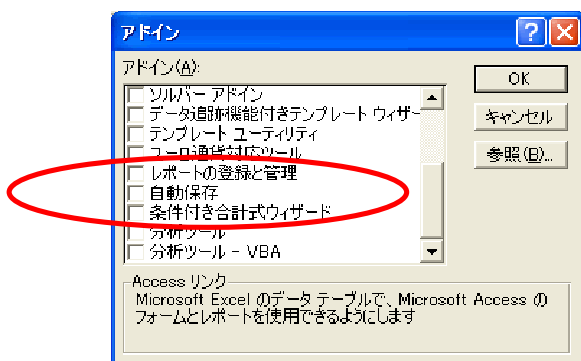 アドイン
アドイン(A):
ソルバー アドイン
データ追跡機能付きテンプレート ウィザー
テンプレート ユーティリティ
ユーロ通貨対応ツール
レポートの登録と管理
自動保存
条件付き合計式ウィザード
分析ツール
分析ツール - VBA
OK
キャンセル
参照(B)...
Access リンク
Microsoft Excel のデータ テーブルで、Microsoft Access の
フォームとレポートを使用できるようにします